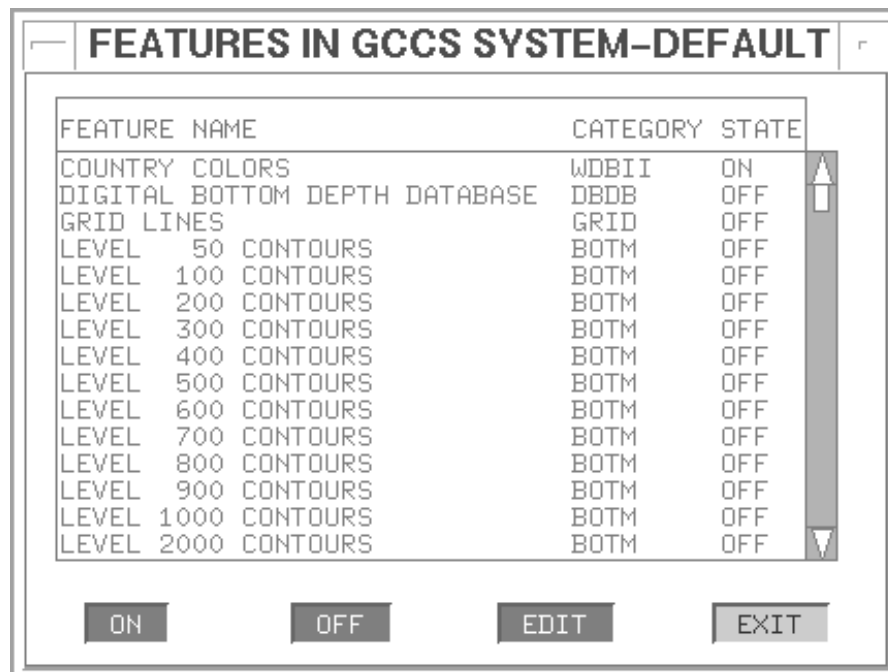 FEATURES IN GCCS SYSTEM–DEFAULT
FEATURE NAME CATEGORY STATE
COUNTRY COLORS WDBII ON
DIGITAL BOTTOM DEPTH DATABASE DBDB OFF
GRID LINES GRID OFF
LEVEL 50 CONTOURS BOTM OFF
LEVEL 100 CONTOURS BOTM OFF
LEVEL 200 CONTOURS BOTM OFF
LEVEL 300 CONTOURS BOTM OFF
LEVEL 400 CONTOURS BOTM OFF
LEVEL 500 CONTOURS BOTM OFF
LEVEL 600 CONTOURS BOTM OFF
LEVEL 700 CONTOURS BOTM OFF
LEVEL 800 CONTOURS BOTM OFF
LEVEL 900 CONTOURS BOTM OFF
LEVEL 1000 CONTOURS BOTM OFF
LEVEL 2000 CONTOURS BOTM OFF
ON OFF EDIT EXIT